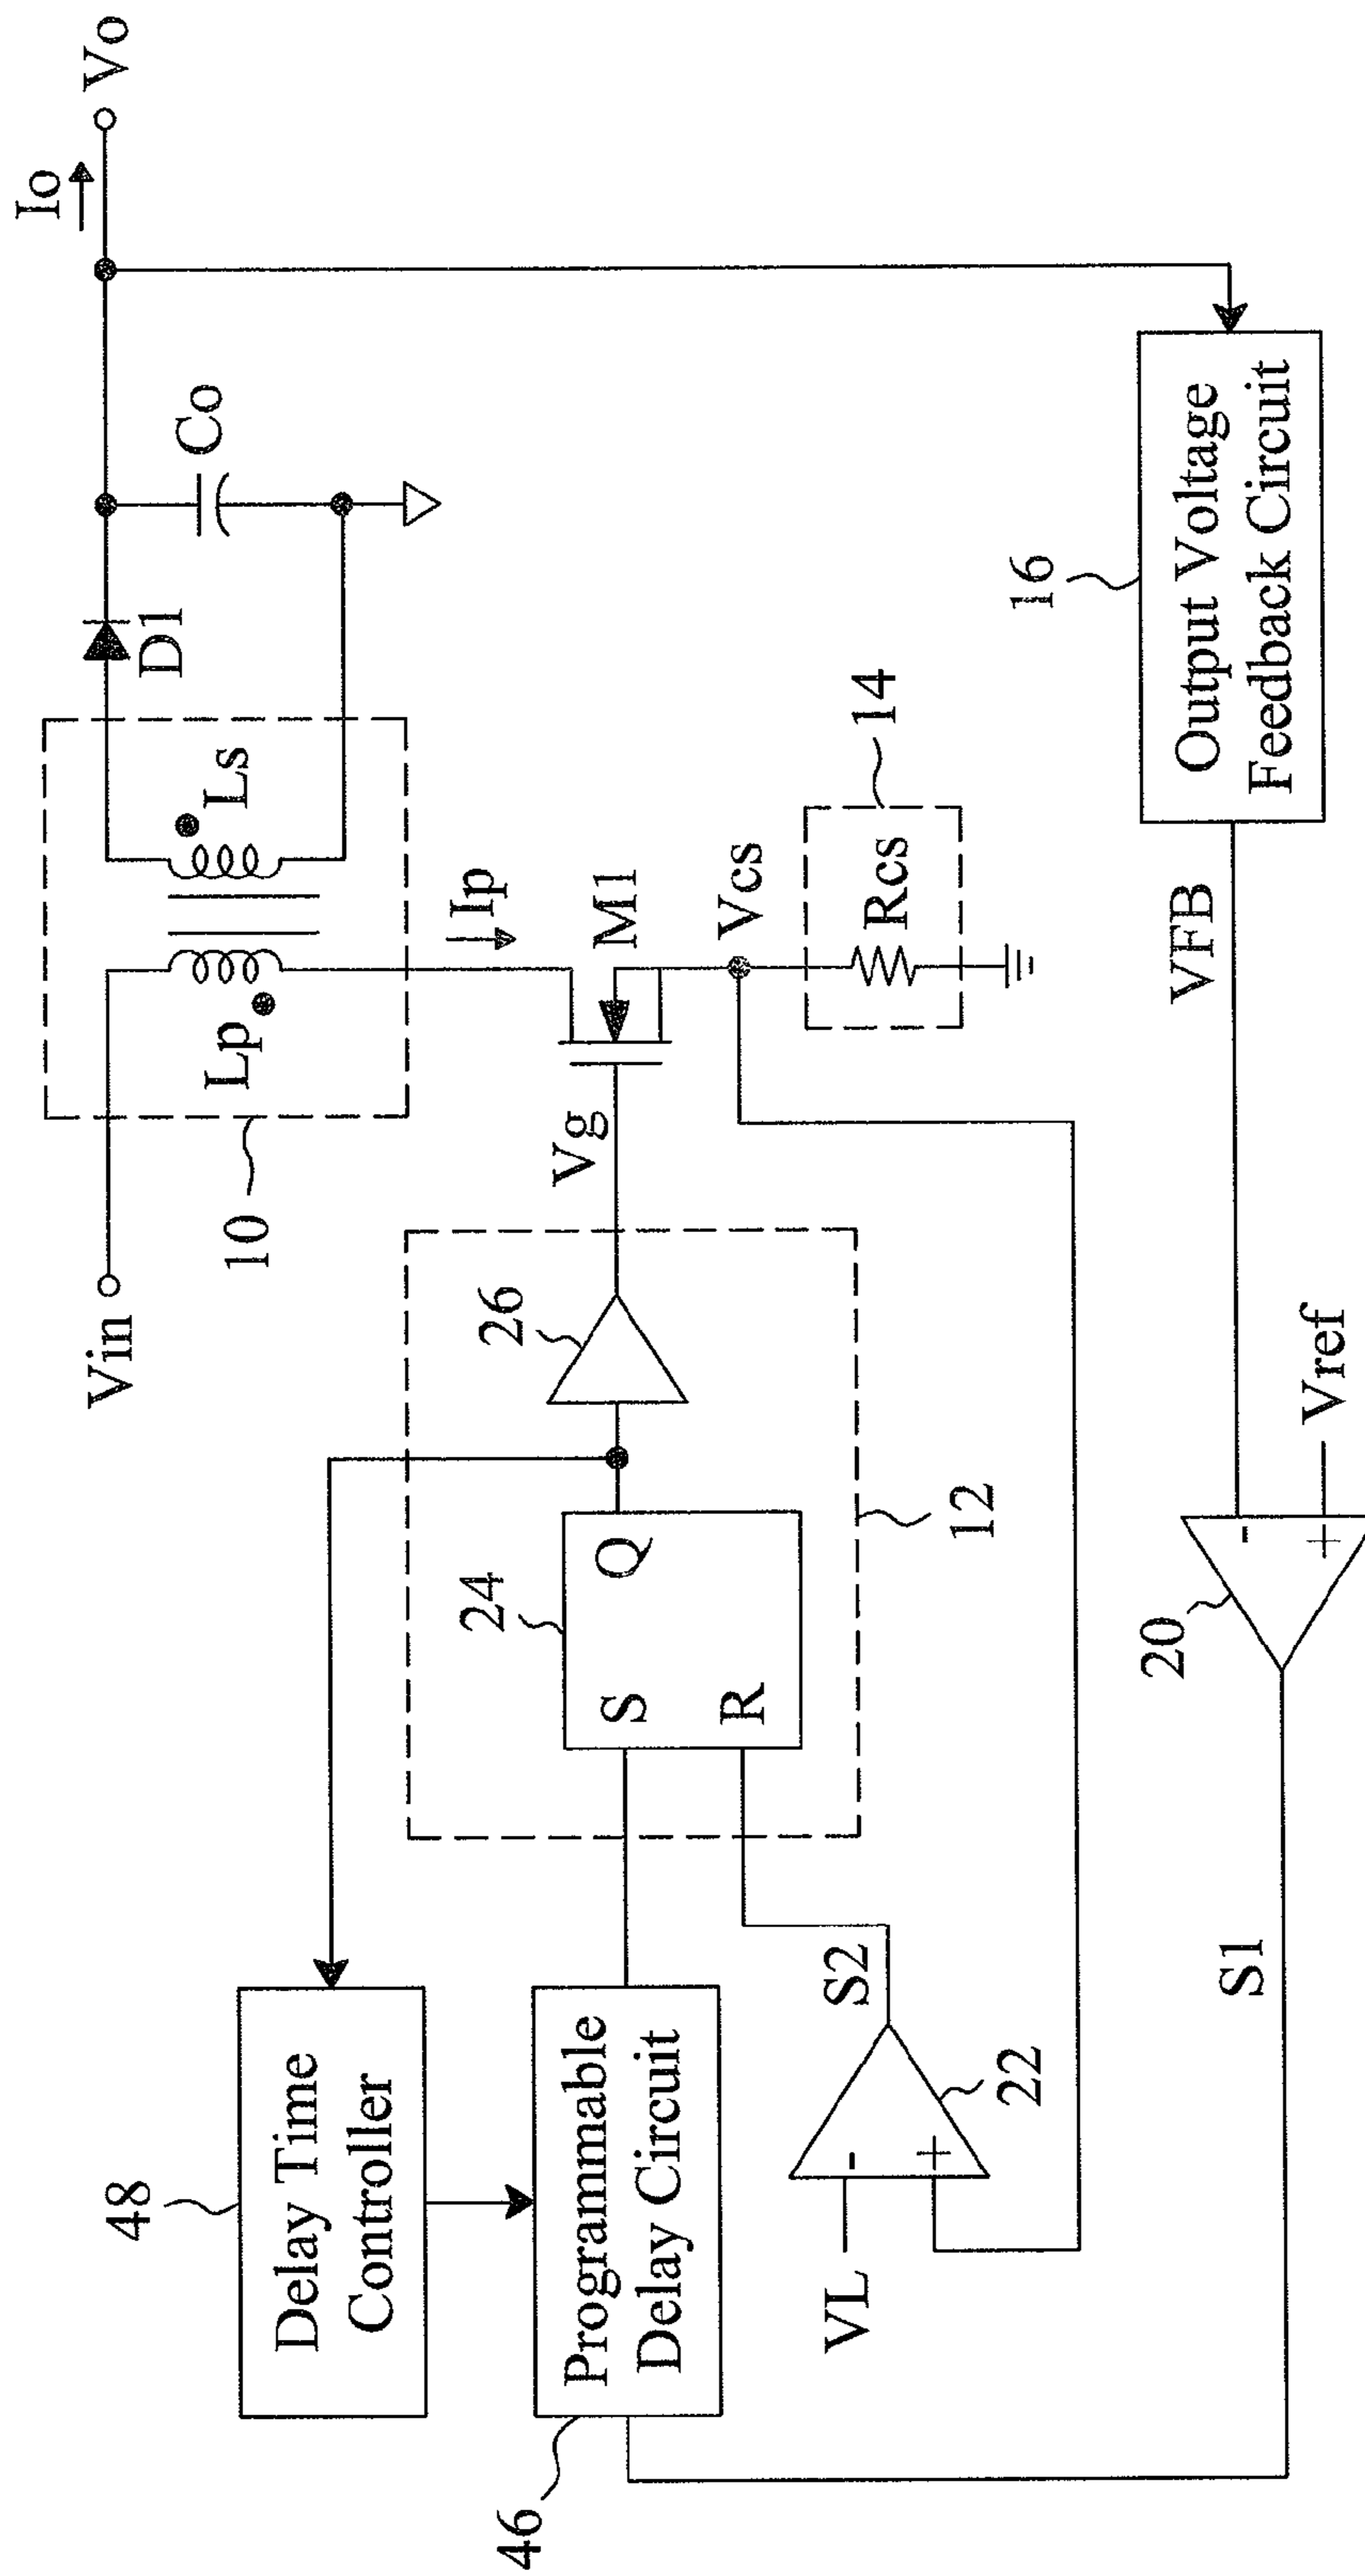 Vin
10
Lp
Ls
D1
Co
Io
Vo
48
Delay Time
Controller
46
Programmable
Delay Circuit
24
S
Q
R
26
12
Vg
Ip
M1
Vcs
14
Rcs
VL
-
+
S2
22
16
Output Voltage
Feedback Circuit
VFB
S1
20
-
+
Vref